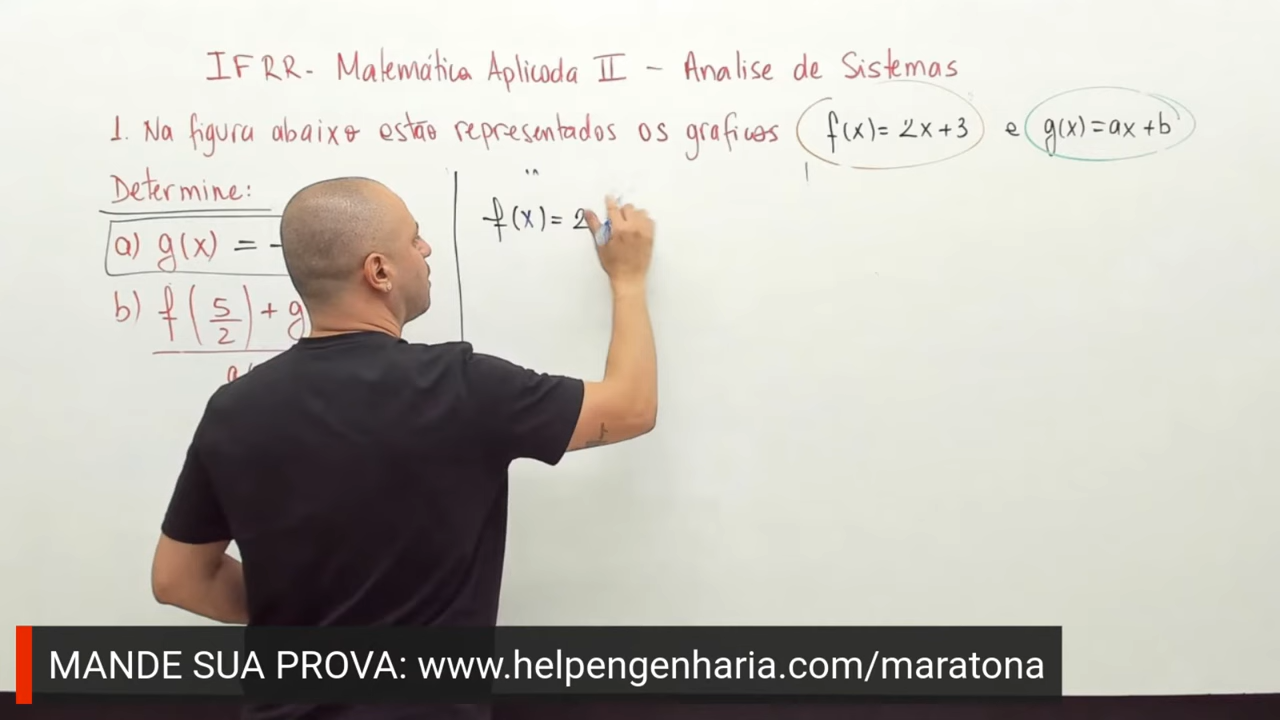 IFRR- Matemática Aplicada II - Analise de Sistemas
1. Na figura abaixo estão representados os graficos f(x)=2x+3 e g(x)=ax+b
Determine:
a) g(x) = -
f(x)= 2
b) f(5/2)+g
MANDE SUA PROVA: www.helpengenharia.com/maratona